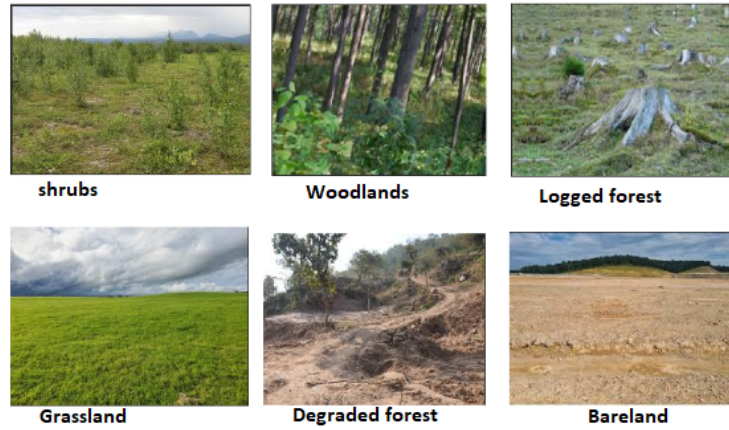 shrubs
Woodlands
Logged forest
Grassland
Degraded forest
Bareland